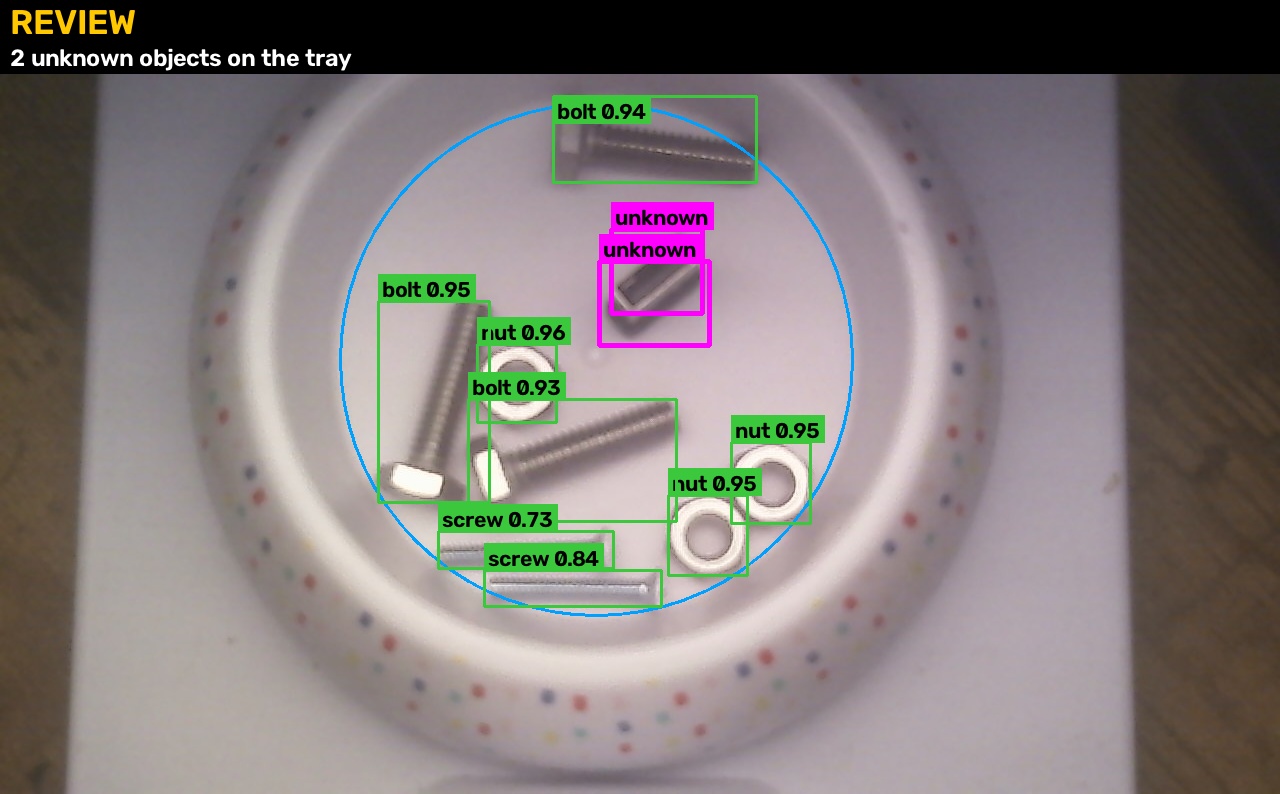 REVIEW
2 unknown objects on the tray
bolt 0.94
unknown
unknown
bolt 0.95
nut 0.96
bolt 0.93
nut 0.95
nut 0.95
screw 0.73
screw 0.84